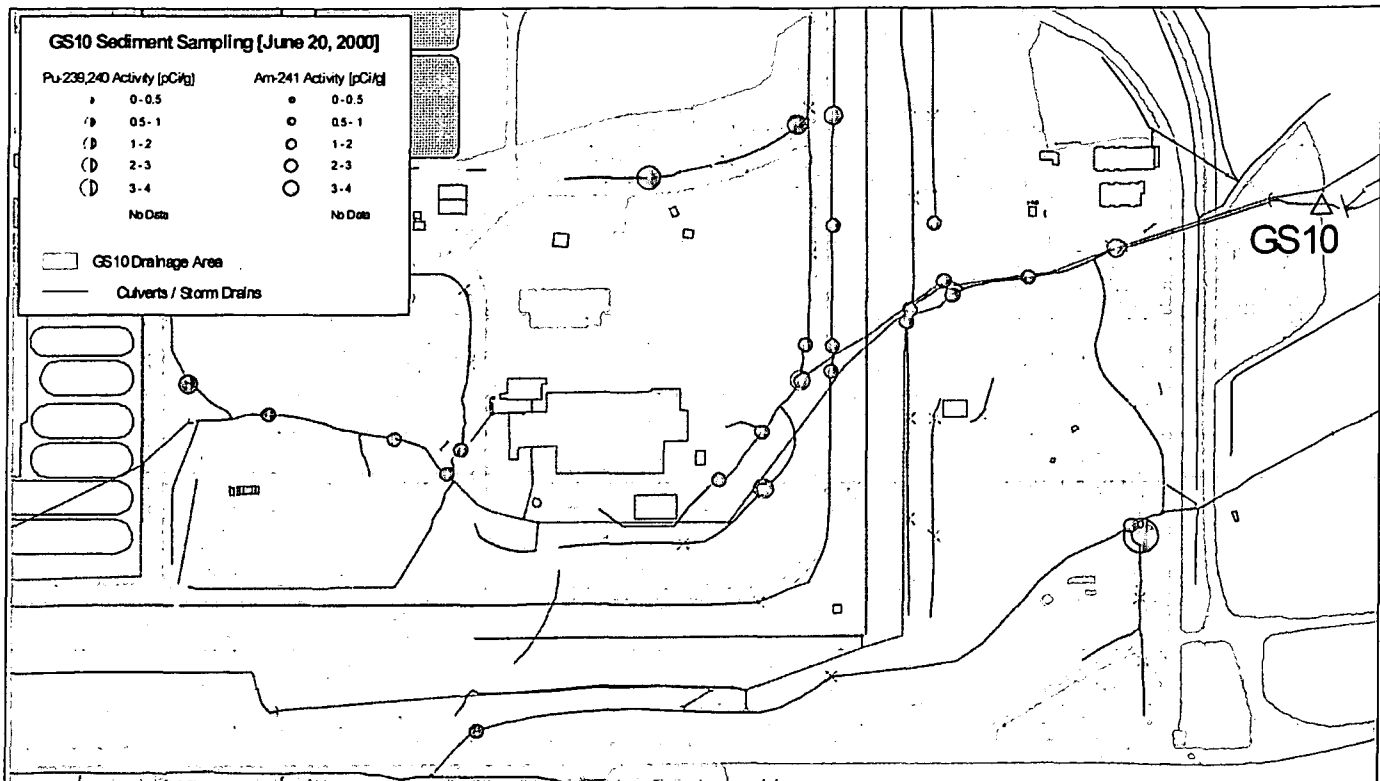 GS10 Sediment Sampling [June 20, 2000]
Pu-239,240 Activity [pCi/g] Am-241 Activity [pCi/g]
0 - 0.5 0 - 0.5
0.5 - 1 0.5 - 1
1 - 2 1 - 2
2 - 3 2 - 3
3 - 4 3 - 4
No Data No Data
GS10 Drainage Area
Culverts / Storm Drains
GS10